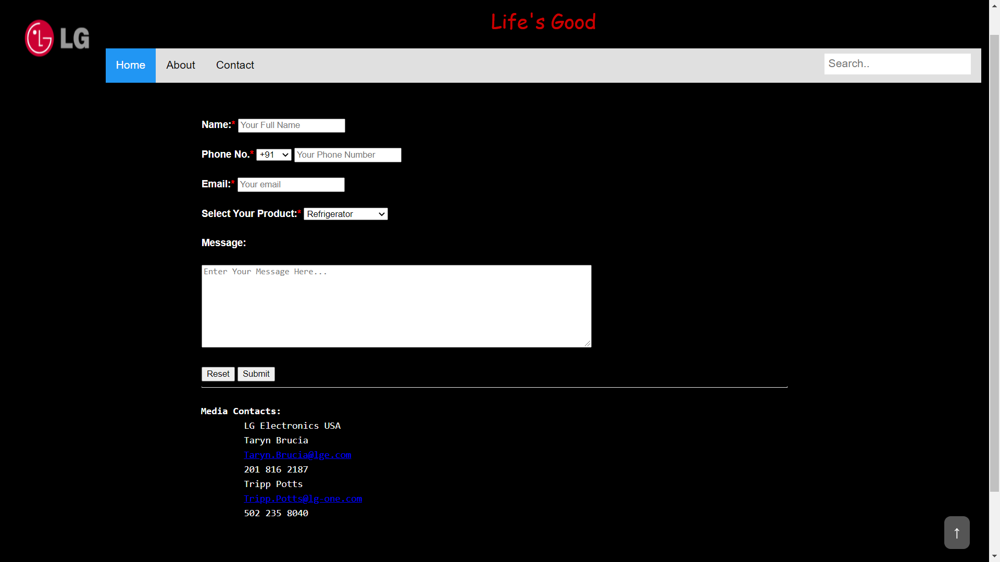 Life's Good
LG
Home About Contact Search..
Name:* Your Full Name
Phone No.* +91 Your Phone Number
Email:* Your email
Select Your Product:* Refrigerator
Message:
Enter Your Message Here...
Reset Submit
Media Contacts:
LG Electronics USA
Taryn Brucia
Taryn.Brucia@lge.com
201 816 2187
Tripp Potts
Tripp.Potts@lg-one.com
502 235 8040
↑